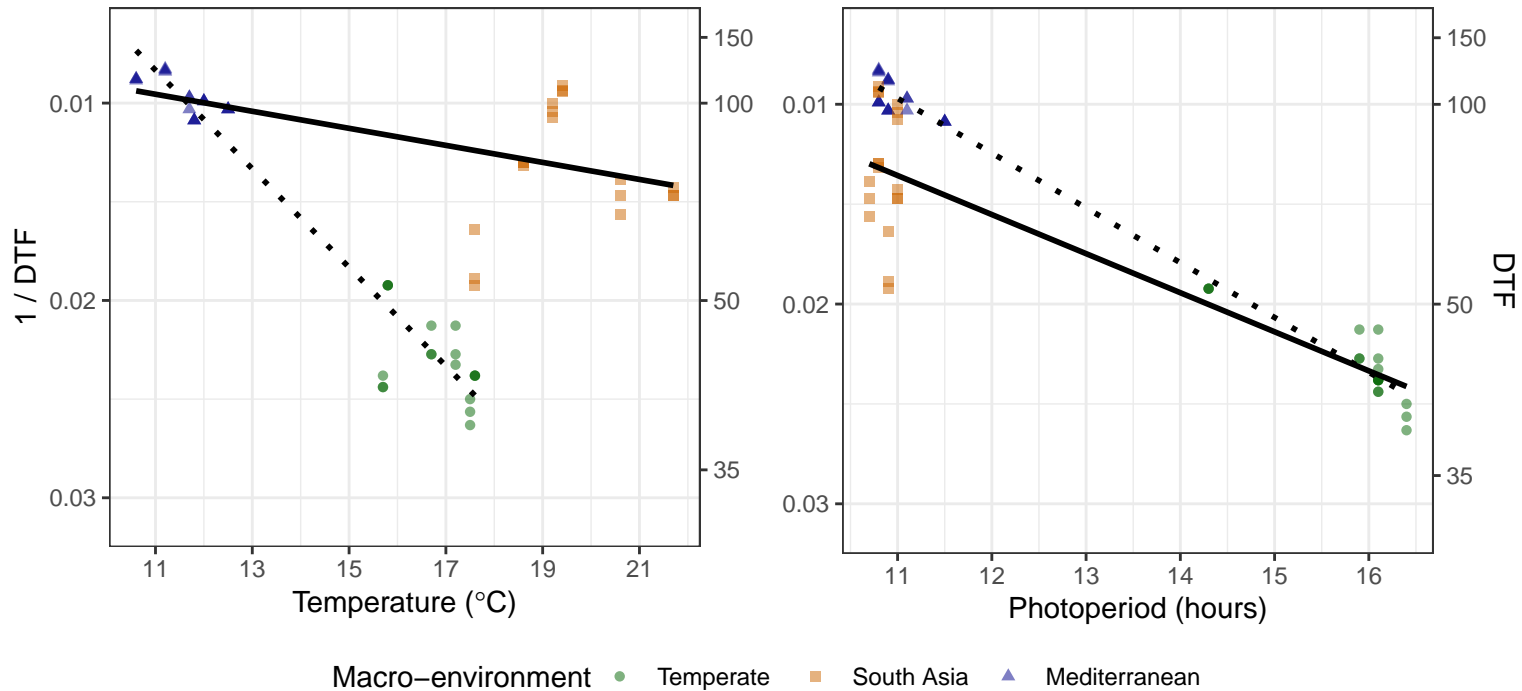 1 / DTF
0.01
0.02
0.03
150
100
50
35
11 13 15 17 19 21
Temperature (°C)
0.01
0.02
0.03
150
100
50
35
DTF
11 12 13 14 15 16
Photoperiod (hours)
Macro−environment Temperate South Asia Mediterranean